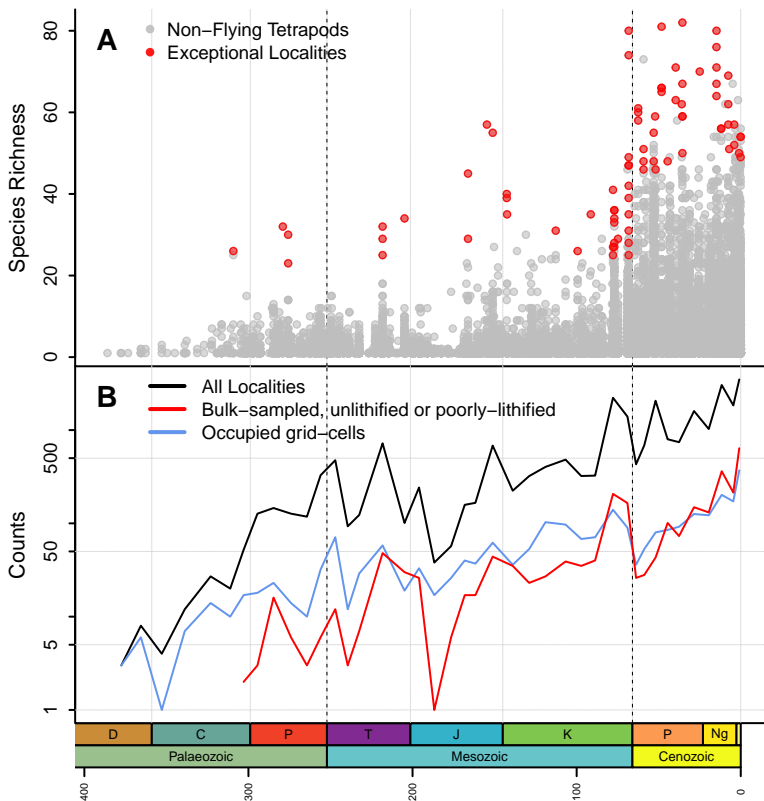 A
Non−Flying Tetrapods
Exceptional Localities
Species Richness
80
60
40
20
0
B
All Localities
Bulk−sampled, unlithified or poorly−lithified
Occupied grid−cells
Counts
500
50
5
1
D C P T J K P Ng
Palaeozoic Mesozoic Cenozoic
400 300 200 100 0